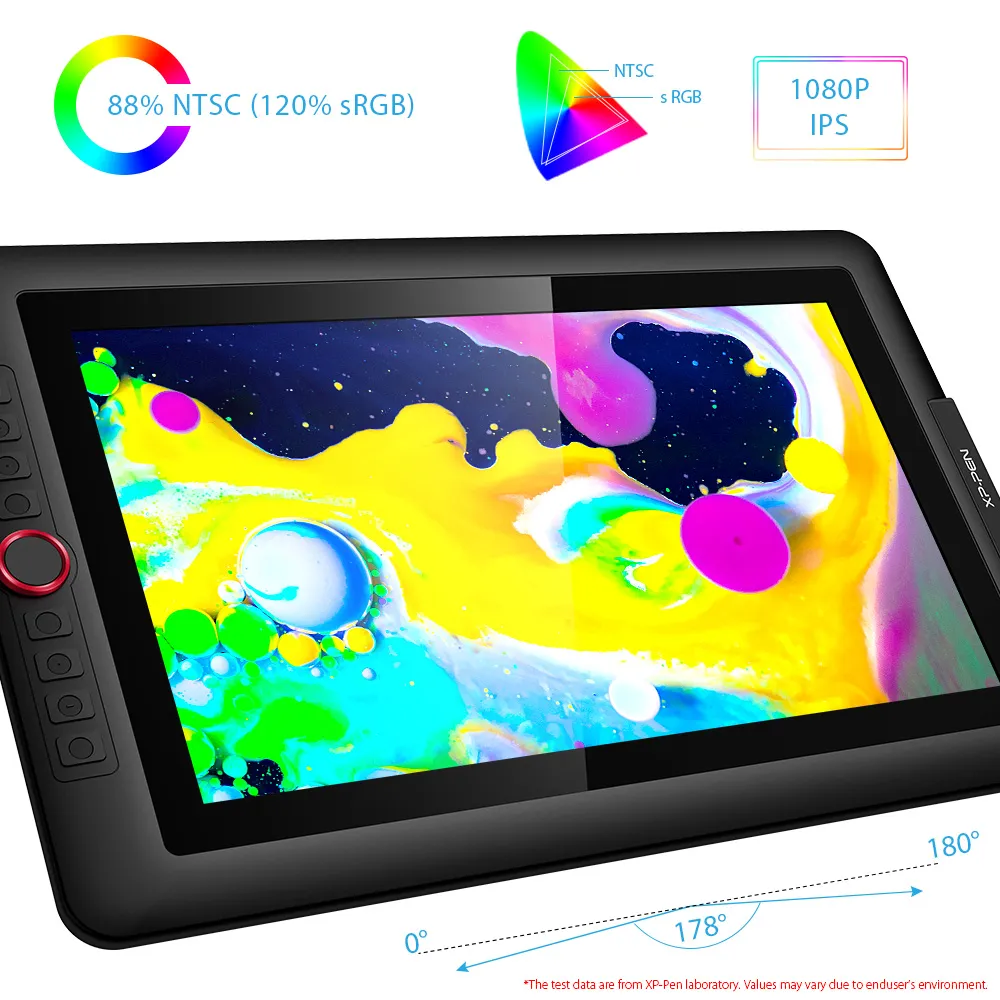 88% NTSC (120% sRGB)
NTSC
s RGB
1080P
IPS
XP-PEN
180°
178°
0°
*The test data are from XP-Pen laboratory. Values may vary due to enduser's environment.